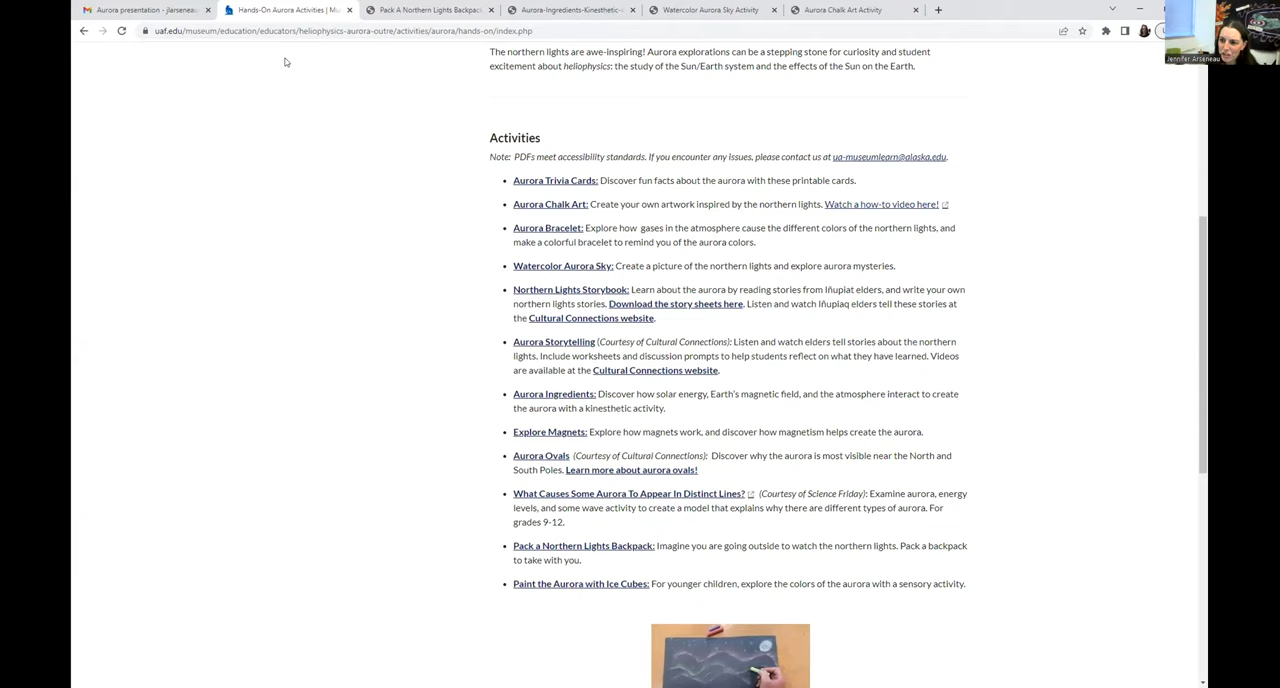 Aurora presentation - jlarseneau
Hands-On Aurora Activities | Mu
Pack A Northern Lights Backpack
Aurora-Ingredients-Kinesthetic-
Watercolor Aurora Sky Activity
Aurora Chalk Art Activity
uaf.edu/museum/education/educators/heliophysics-aurora-outre/activities/aurora/hands-on/index.php
Jennifer Arseneau
The northern lights are awe-inspiring! Aurora explorations can be a stepping stone for curiosity and student
excitement about heliophysics: the study of the Sun/Earth system and the effects of the Sun on the Earth.
Activities
Note: PDFs meet accessibility standards. If you encounter any issues, please contact us at ua-museumlearn@alaska.edu.
Aurora Trivia Cards: Discover fun facts about the aurora with these printable cards.
Aurora Chalk Art: Create your own artwork inspired by the northern lights. Watch a how-to video here!
Aurora Bracelet: Explore how gases in the atmosphere cause the different colors of the northern lights, and
make a colorful bracelet to remind you of the aurora colors.
Watercolor Aurora Sky: Create a picture of the northern lights and explore aurora mysteries.
Northern Lights Storybook: Learn about the aurora by reading stories from Iñupiat elders, and write your own
northern lights stories. Download the story sheets here. Listen and watch Iñupiaq elders tell these stories at
the Cultural Connections website.
Aurora Storytelling (Courtesy of Cultural Connections): Listen and watch elders tell stories about the northern
lights. Include worksheets and discussion prompts to help students reflect on what they have learned. Videos
are available at the Cultural Connections website.
Aurora Ingredients: Discover how solar energy, Earth's magnetic field, and the atmosphere interact to create
the aurora with a kinesthetic activity.
Explore Magnets: Explore how magnets work, and discover how magnetism helps create the aurora.
Aurora Ovals (Courtesy of Cultural Connections): Discover why the aurora is most visible near the North and
South Poles. Learn more about aurora ovals!
What Causes Some Aurora To Appear In Distinct Lines? (Courtesy of Science Friday): Examine aurora, energy
levels, and some wave activity to create a model that explains why there are different types of aurora. For
grades 9-12.
Pack a Northern Lights Backpack: Imagine you are going outside to watch the northern lights. Pack a backpack
to take with you.
Paint the Aurora with Ice Cubes: For younger children, explore the colors of the aurora with a sensory activity.